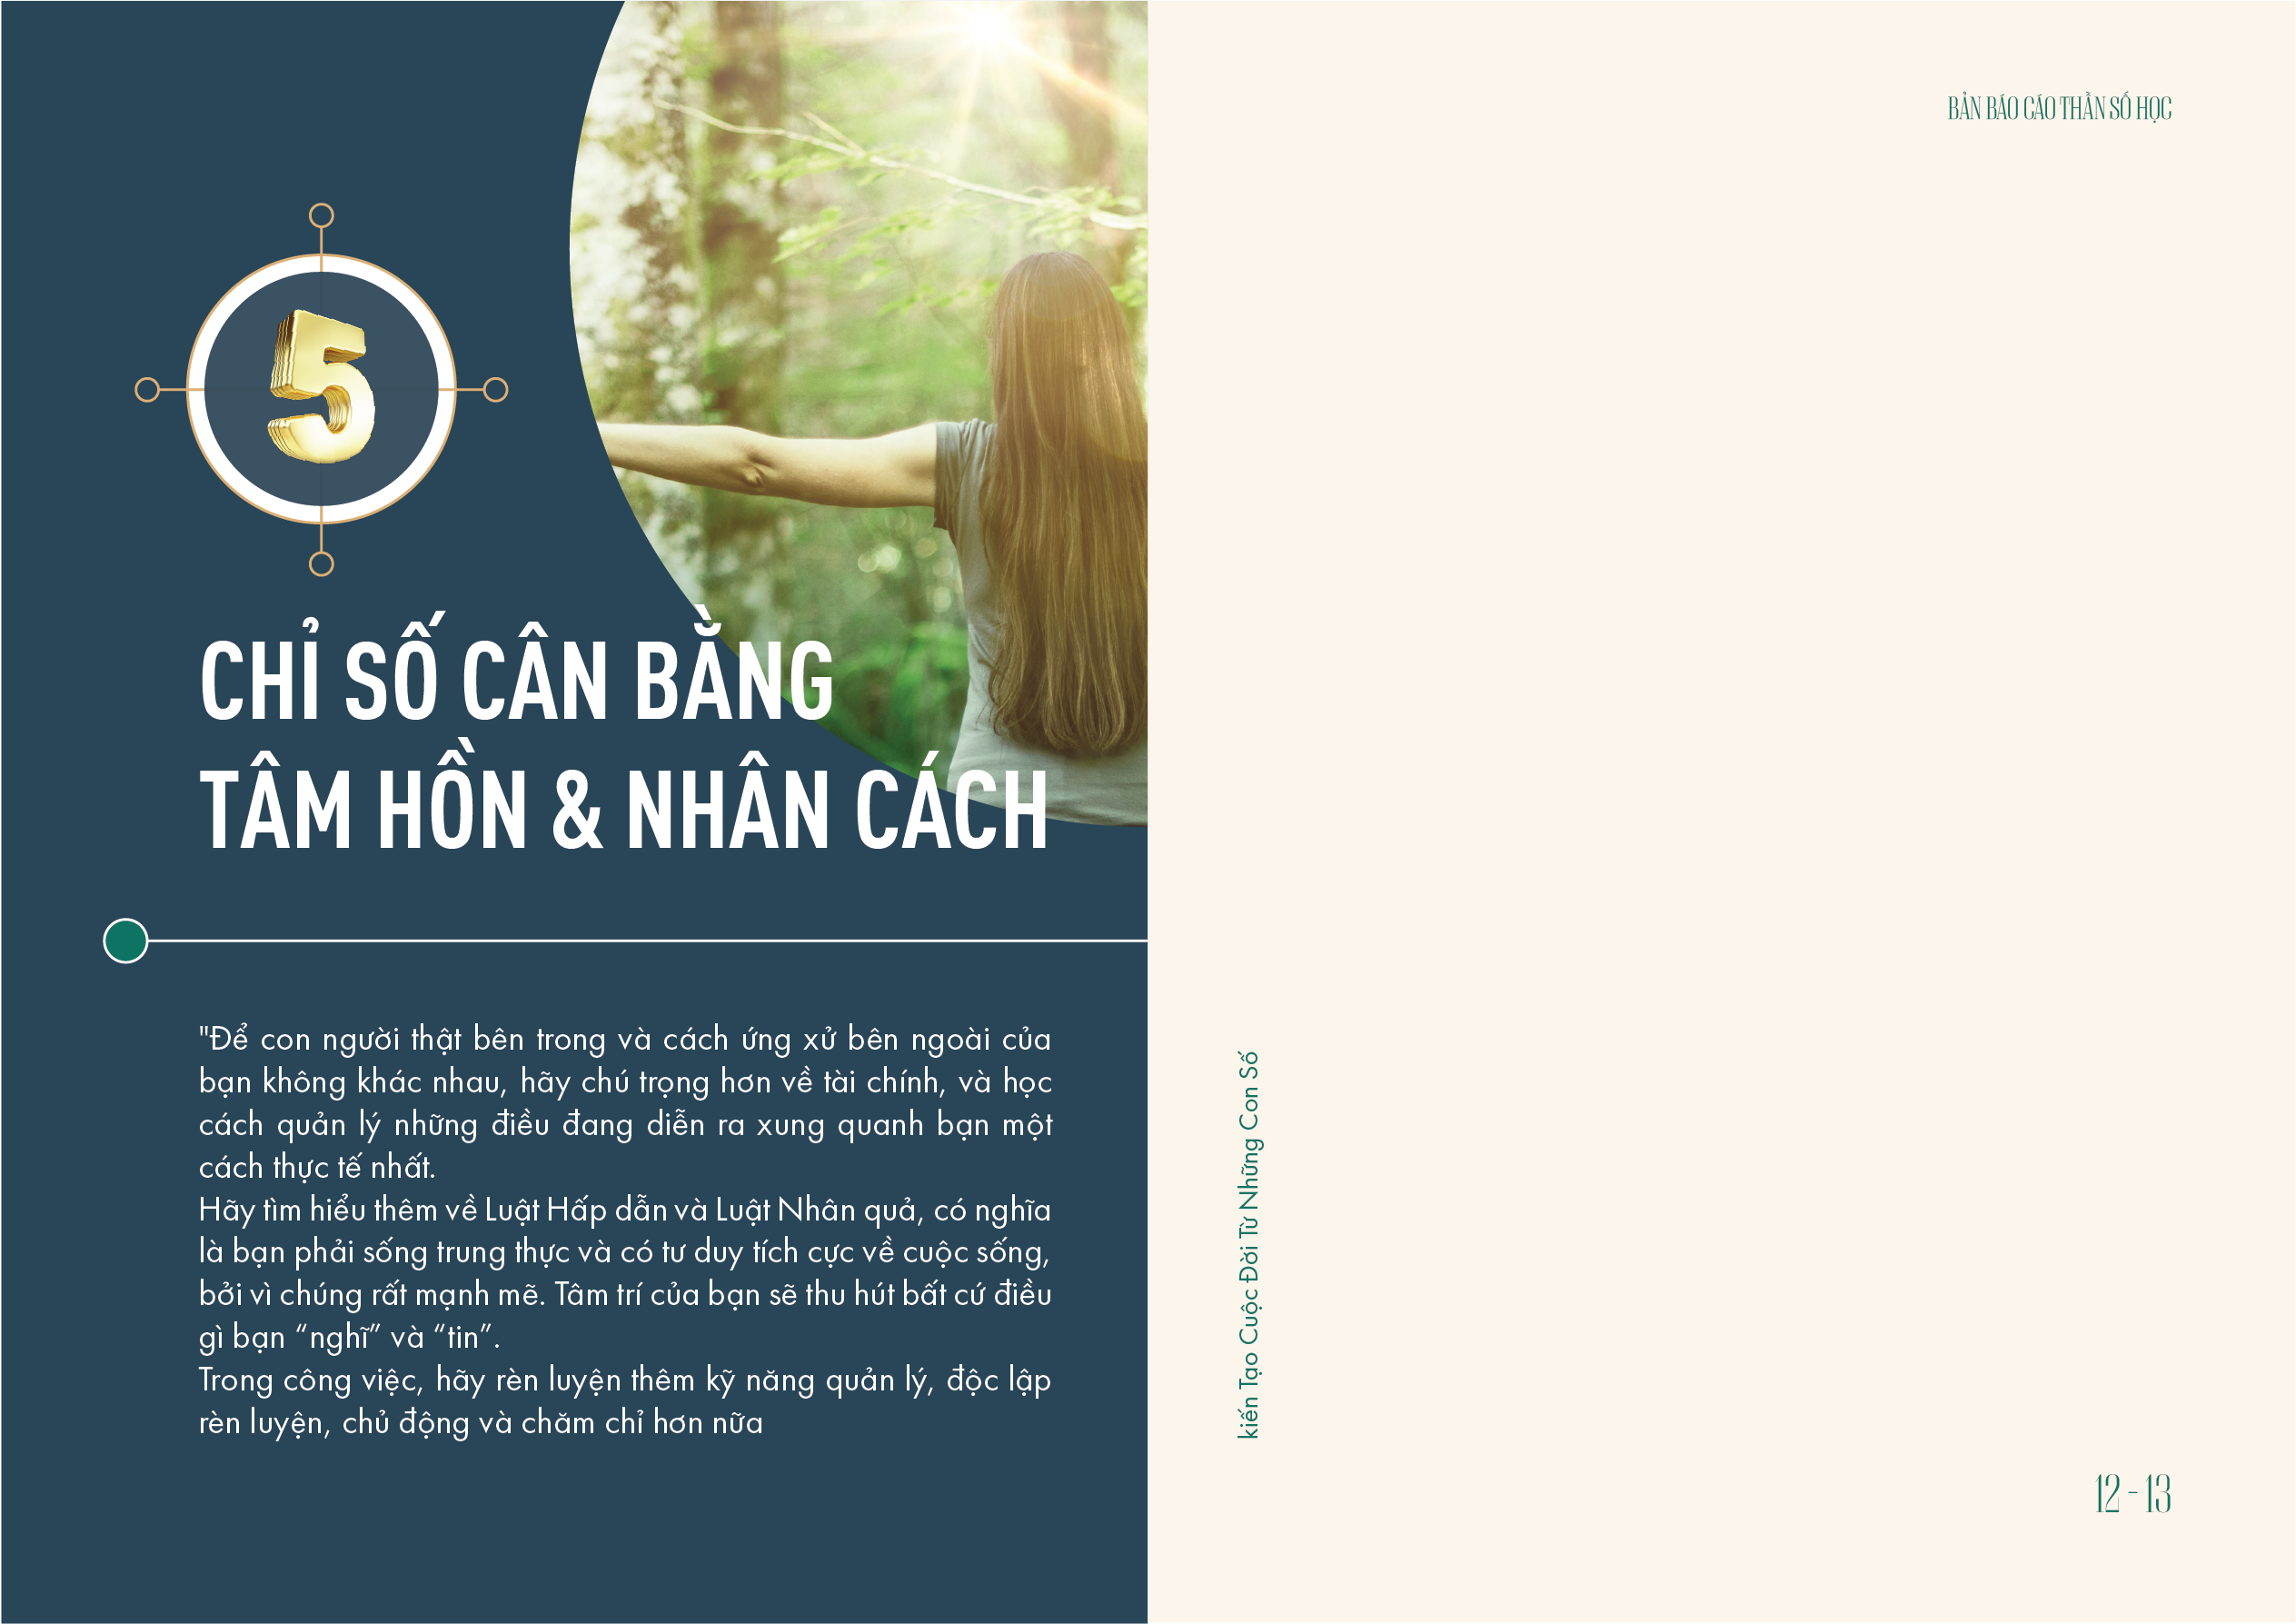 5
CHỈ SỐ CÂN BẰNG
TÂM HỒN & NHÂN CÁCH
"Để con người thật bên trong và cách ứng xử bên ngoài của
bạn không khác nhau, hãy chú trọng hơn về tài chính, và học
cách quản lý những điều đang diễn ra xung quanh bạn một
cách thực tế nhất.
Hãy tìm hiểu thêm về Luật Hấp dẫn và Luật Nhân quả, có nghĩa
là bạn phải sống trung thực và có tư duy tích cực về cuộc sống,
bởi vì chúng rất mạnh mẽ. Tâm trí của bạn sẽ thu hút bất cứ điều
gì bạn “nghĩ” và “tin”.
Trong công việc, hãy rèn luyện thêm kỹ năng quản lý, độc lập
rèn luyện, chủ động và chăm chỉ hơn nữa
BẢN BÁO CÁO THẦN SỐ HỌC
kiến Tạo Cuộc Đời Từ Những Con Số
12 - 13